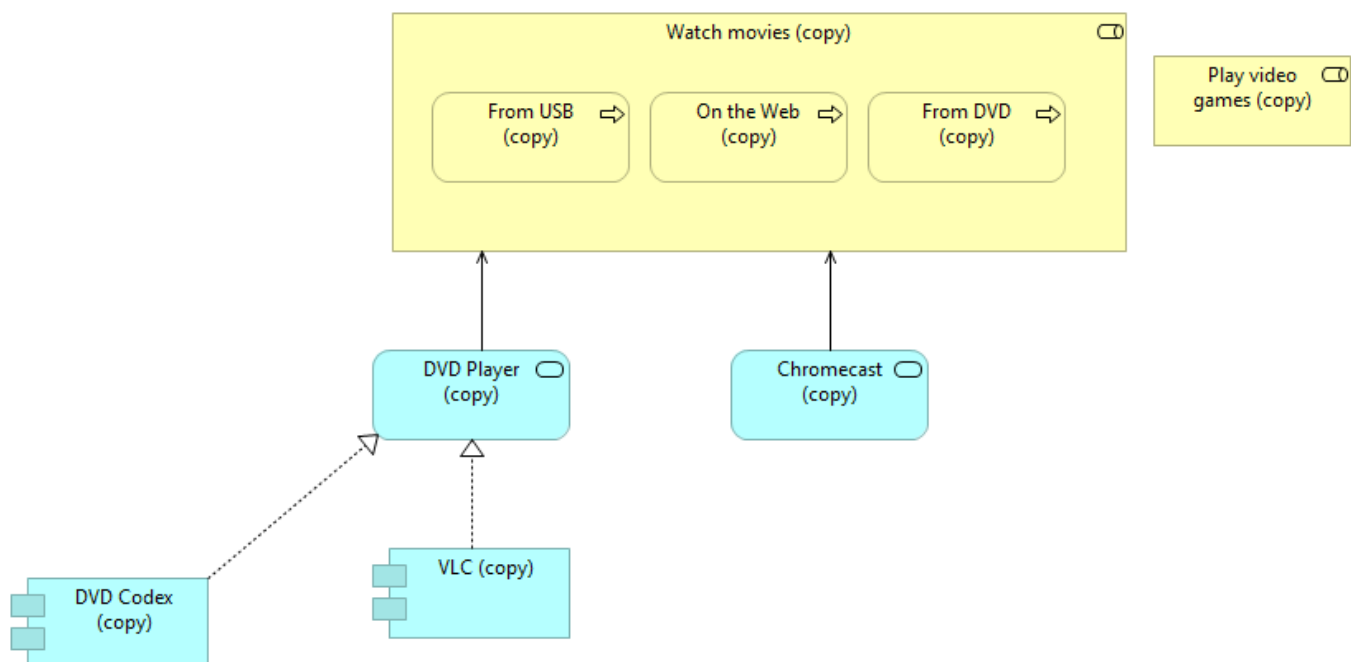 Watch movies (copy)
Play video
games (copy)
From USB
(copy)
On the Web
(copy)
From DVD
(copy)
DVD Player
(copy)
Chromecast
(copy)
VLC (copy)
DVD Codex
(copy)